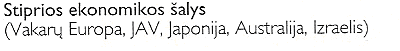 Stiprios ekonomikos šalys
(Vakarų Europa, JAV, Japonija, Australija, Izraelis)